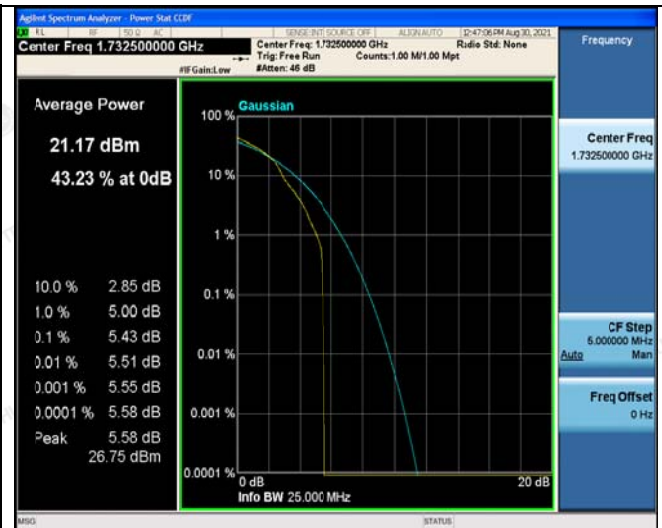 Agilent Spectrum Analyzer - Power Stat CCDF
RL RF 50 Ω AC SENSE:INT SOURCE OFF ALIGN AUTO 12:47:06 PM Aug 30, 2021
Center Freq 1.732500000 GHz
Center Freq: 1.732500000 GHz Radio Std: None
Trig: Free Run Counts:1.00 M/1.00 Mpt
#IFGain:Low #Atten: 46 dB
Frequency
Average Power
21.17 dBm
43.23 % at 0dB
10.0 % 2.85 dB
1.0 % 5.00 dB
0.1 % 5.43 dB
0.01 % 5.51 dB
0.001 % 5.55 dB
0.0001 % 5.58 dB
Peak 5.58 dB
26.75 dBm
Gaussian
100 %
10 %
1 %
0.1 %
0.01 %
0.001 %
0.0001 %
0 dB 20 dB
Info BW 25.000 MHz
Center Freq
1.732500000 GHz
CF Step
5.000000 MHz
Auto Man
Freq Offset
0 Hz
MSG STATUS